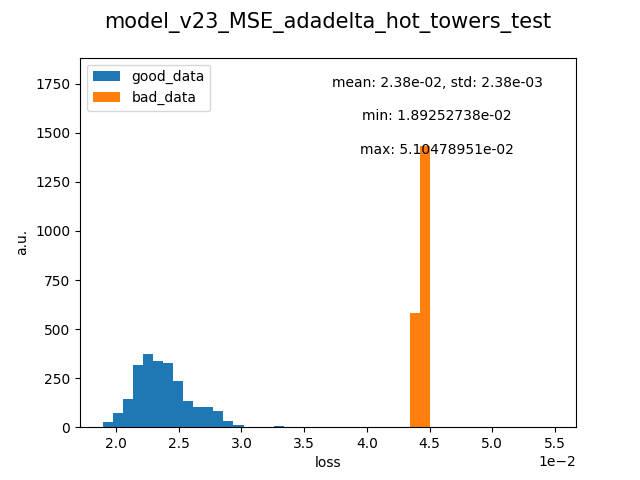 model_v23_MSE_adadelta_hot_towers_test
good_data
bad_data
mean: 2.38e-02, std: 2.38e-03
min: 1.89252738e-02
max: 5.10478951e-02
1750
1500
1250
1000
750
500
250
0
a.u.
2.0 2.5 3.0 3.5 4.0 4.5 5.0 5.5
loss
1e−2